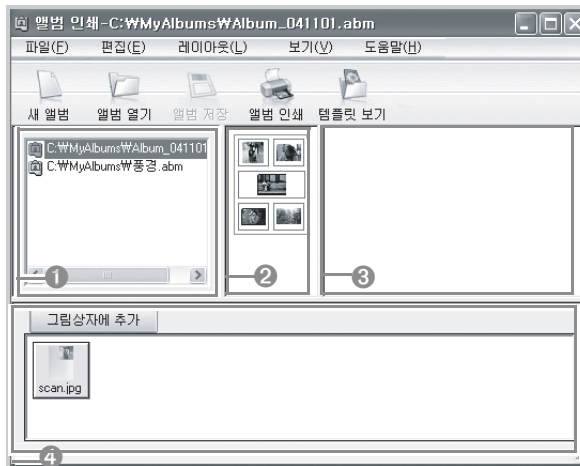 앨범 인쇄-C:₩MyAlbums₩Album_041101.abm
파일(F) 편집(E) 레이아웃(L) 보기(V) 도움말(H)
새 앨범 앨범 열기 앨범 저장 앨범 인쇄 템플릿 보기
C:₩MyAlbums₩Album_041101
C:₩MyAlbums₩풍경.abm
1 2 3
그림상자에 추가
scan.jpg
4